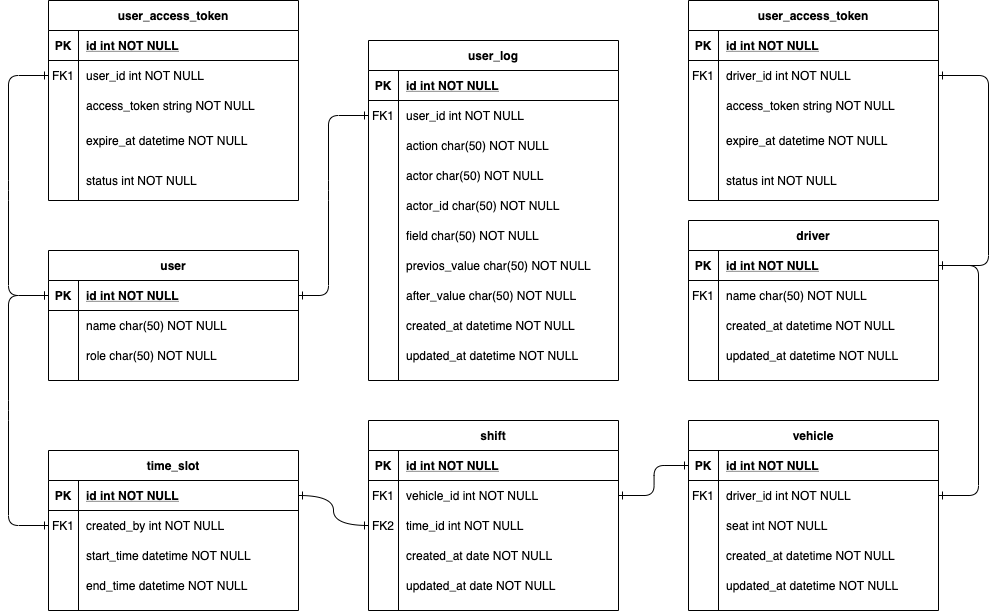 user_access_token
PK id int NOT NULL
FK1 user_id int NOT NULL
access_token string NOT NULL
expire_at datetime NOT NULL
status int NOT NULL
user_log
PK id int NOT NULL
FK1 user_id int NOT NULL
action char(50) NOT NULL
actor char(50) NOT NULL
actor_id char(50) NOT NULL
field char(50) NOT NULL
previos_value char(50) NOT NULL
after_value char(50) NOT NULL
created_at datetime NOT NULL
updated_at datetime NOT NULL
user_access_token
PK id int NOT NULL
FK1 driver_id int NOT NULL
access_token string NOT NULL
expire_at datetime NOT NULL
status int NOT NULL
user
PK id int NOT NULL
name char(50) NOT NULL
role char(50) NOT NULL
driver
PK id int NOT NULL
FK1 name char(50) NOT NULL
created_at datetime NOT NULL
updated_at datetime NOT NULL
time_slot
PK id int NOT NULL
FK1 created_by int NOT NULL
start_time datetime NOT NULL
end_time datetime NOT NULL
shift
PK id int NOT NULL
FK1 vehicle_id int NOT NULL
FK2 time_id int NOT NULL
created_at date NOT NULL
updated_at date NOT NULL
vehicle
PK id int NOT NULL
FK1 driver_id int NOT NULL
seat int NOT NULL
created_at datetime NOT NULL
updated_at datetime NOT NULL